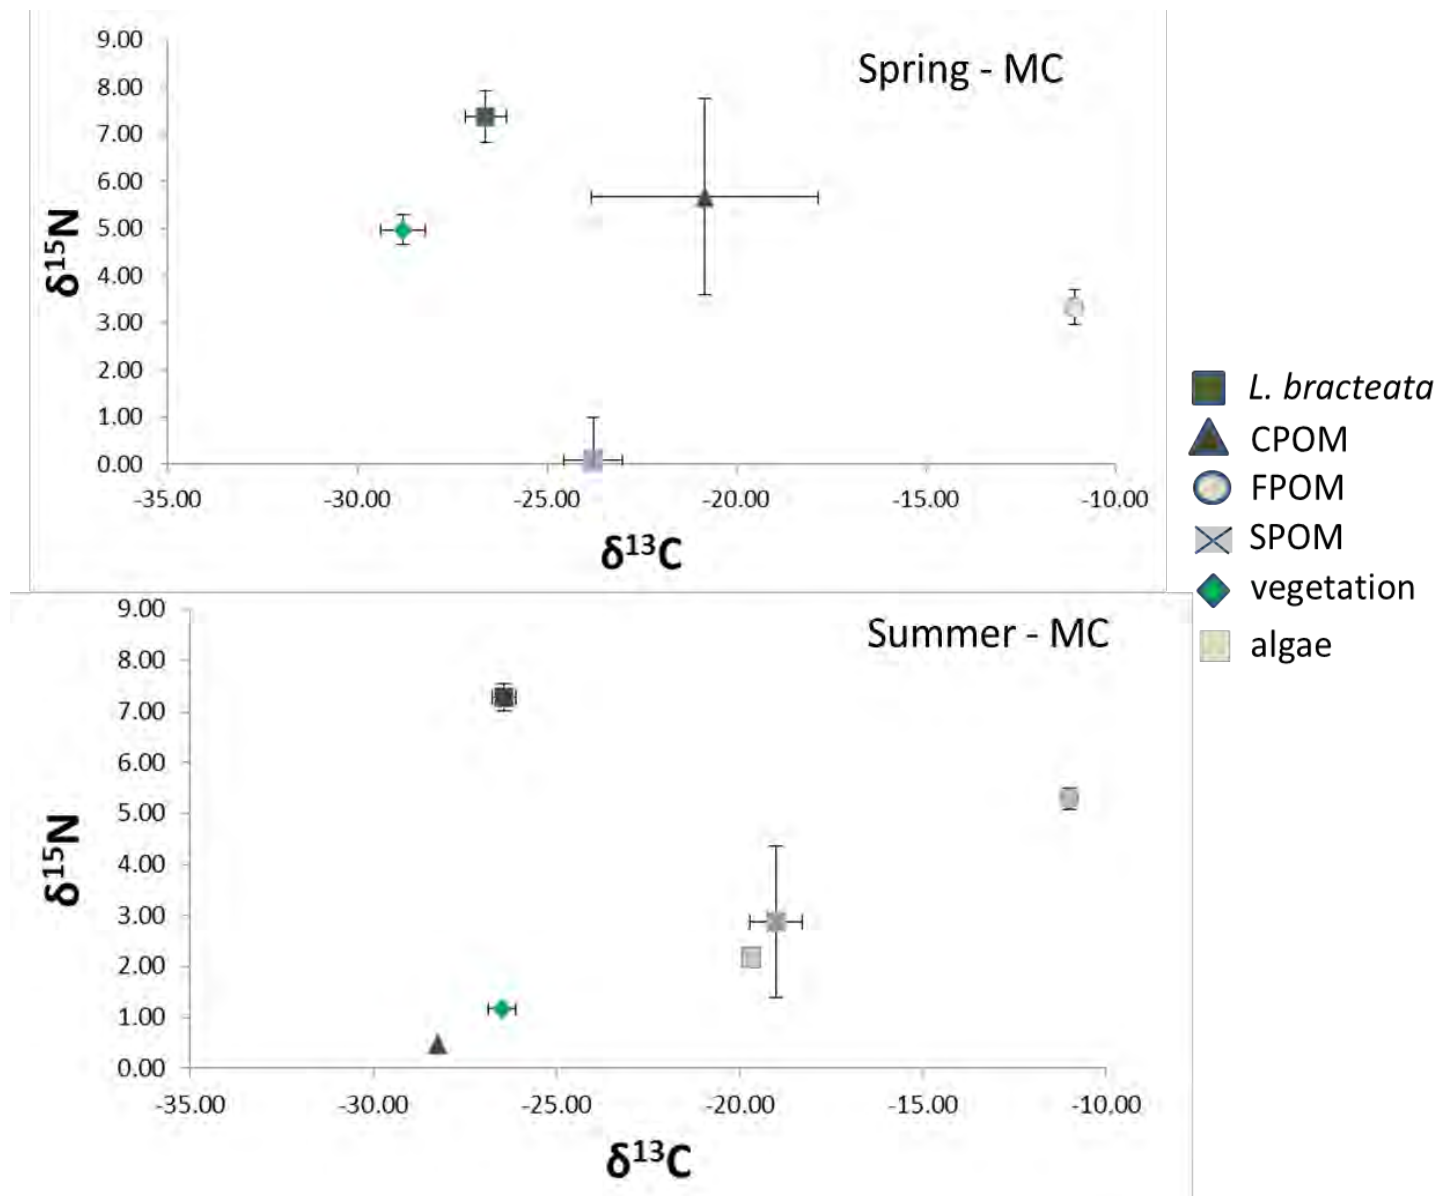 Spring - MC
9.00
8.00
7.00
6.00
5.00
4.00
3.00
2.00
1.00
0.00
δ¹⁵N
-35.00 -30.00 -25.00 -20.00 -15.00 -10.00
δ¹³C
L. bracteata
CPOM
FPOM
SPOM
vegetation
algae
Summer - MC
9.00
8.00
7.00
6.00
5.00
4.00
3.00
2.00
1.00
0.00
δ¹⁵N
-35.00 -30.00 -25.00 -20.00 -15.00 -10.00
δ¹³C